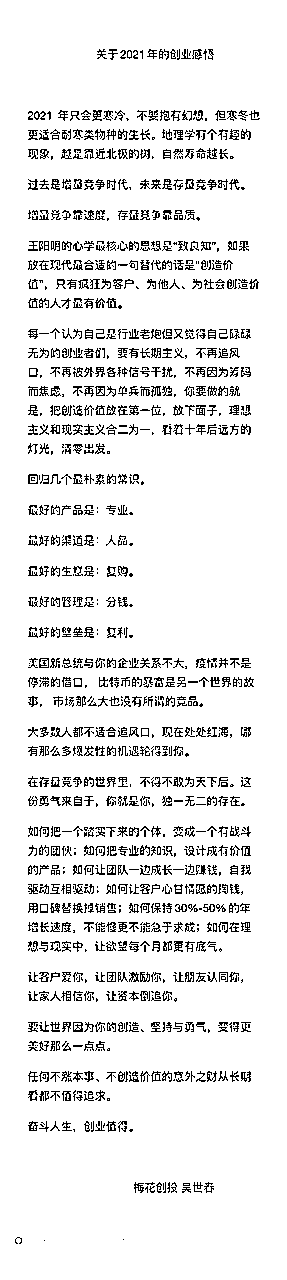 关于2021年的创业感悟
2021 年只会更寒冷，不要抱有幻想，但寒冬也
更适合耐寒类物种的生长。地理学有个有趣的
现象，越是靠近北极的树，自然寿命越长。
过去是增量竞争时代，未来是存量竞争时代。
增量竞争靠速度，存量竞争靠品质。
王阳明的心学最核心的思想是“致良知”，如果
放在现代最合适的一句替代的话是“创造价
值”，只有疯狂为客户、为他人、为社会创造价
值的人才最有价值。
每一个认为自己是行业老炮但又觉得自己碌碌
无为的创业者们，要有长期主义，不再追风
口，不再被外界各种信号干扰，不再因为筹码
而焦虑，不再因为单兵而孤独，你要做的就
是，把创造价值放在第一位，放下面子，理想
主义和现实主义合二为一，看着十年后远方的
灯光，清零出发。
回归几个最朴素的常识。
最好的产品是：专业。
最好的渠道是：人品。
最好的生意是：复购。
最好的管理是：分钱。
最好的壁垒是：复利。
美国新总统与你的企业关系不大，疫情并不是
停滞的借口， 比特币的暴富是另一个世界的故
事， 市场那么大也没有所谓的竞品。
大多数人都不适合追风口，现在处处红海，哪
有那么多爆发性的机遇轮得到你。
在存量竞争的世界里，不得不敢为天下后。这
份勇气来自于，你就是你，独一无二的存在。
如何把一个踏实下来的个体，变成一个有战斗
力的团伙；如何把专业的知识，设计成有价值
的产品；如何让团队一边成长一边赚钱，自我
驱动互相驱动；如何让客户心甘情愿的掏钱，
用口碑替换掉销售；如何保持30%-50%的年
增长速度，不能慢更不能急于求成；如何在理
想与现实中，让欲望每个月都更有底气。
让客户爱你，让团队激励你，让朋友认同你，
让家人相信你，让资本倒追你。
要让世界因为你的创造、坚持与勇气，变得更
美好那么一点点。
任何不涨本事、不创造价值的意外之财从长期
看都不值得追求。
奋斗人生，创业值得。
梅花创投 吴世春